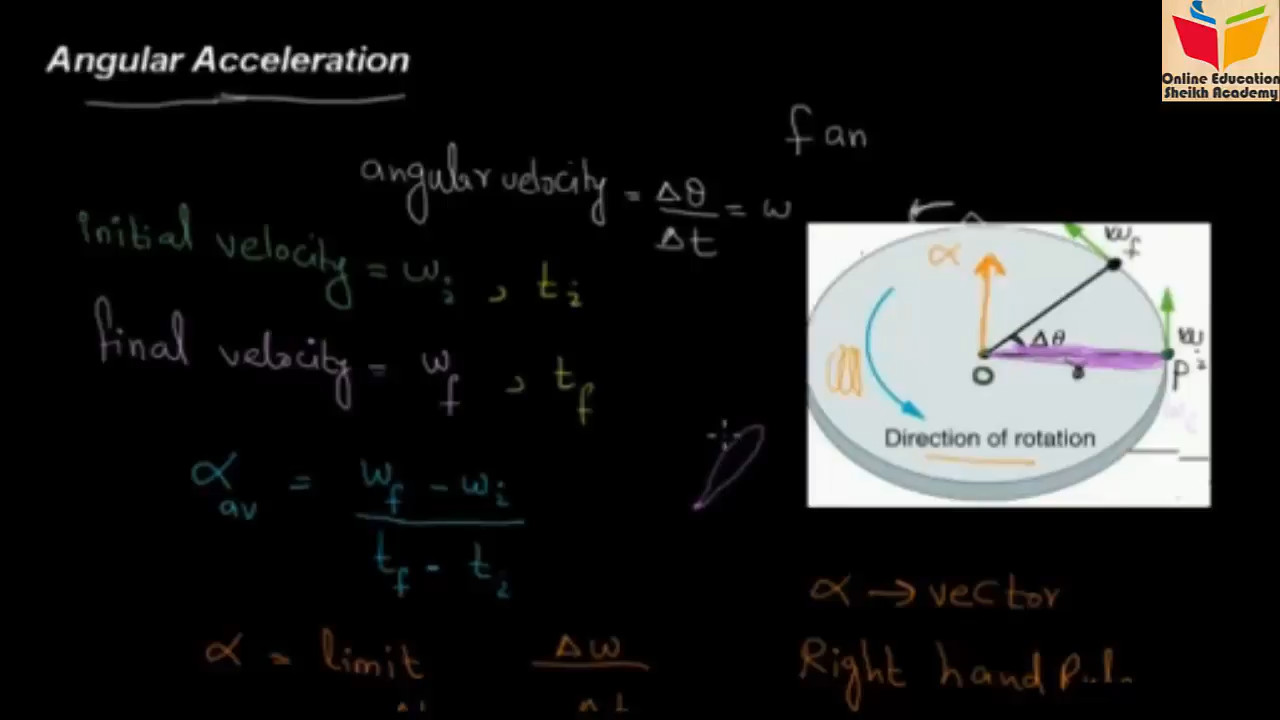 Angular Acceleration
Online Education
Sheikh Academy
fan
angular velocity = Δθ/Δt = ω
initial velocity = ωi , ti
final velocity = ωf , tf
αav = ωf - ωi / tf - ti
α = limit Δω
α → vector
Right hand
α
ωf
Δθ
ωi
O
P
Direction of rotation